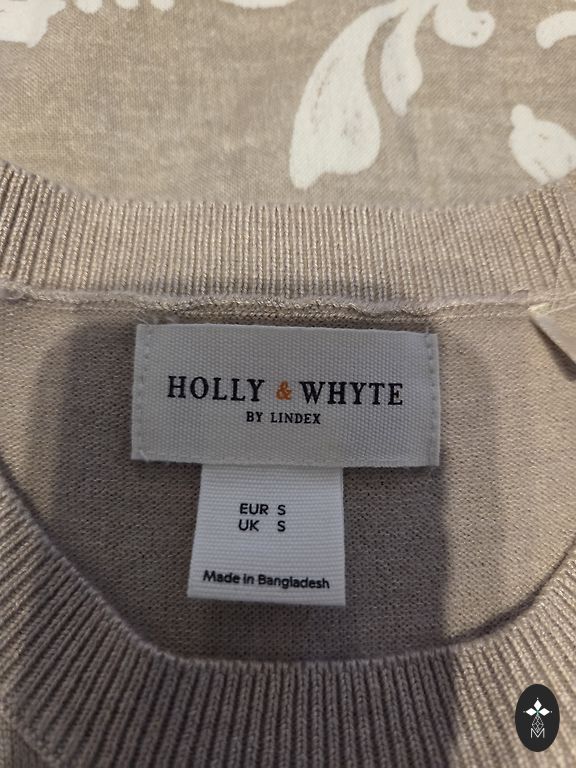 HOLLY & WHYTE
BY LINDEX
EUR S
UK S
Made in Bangladesh
M